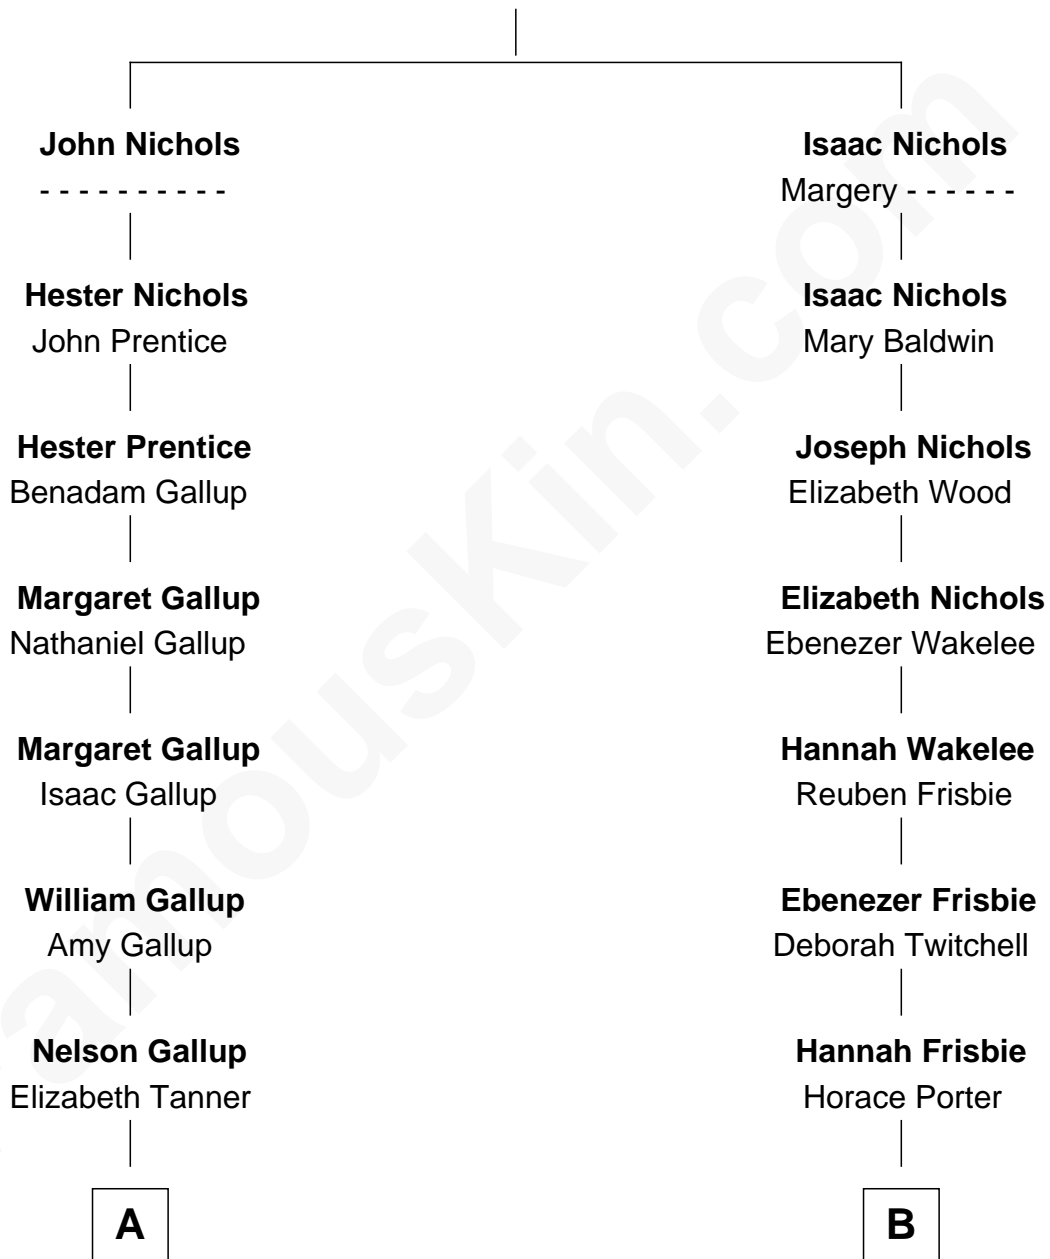 John Nichols
- - - - - - - - - -
Hester Nichols
John Prentice
Hester Prentice
Benadam Gallup
Margaret Gallup
Nathaniel Gallup
Margaret Gallup
Isaac Gallup
William Gallup
Amy Gallup
Nelson Gallup
Elizabeth Tanner
A
Isaac Nichols
Margery - - - - - -
Isaac Nichols
Mary Baldwin
Joseph Nichols
Elizabeth Wood
Elizabeth Nichols
Ebenezer Wakelee
Hannah Wakelee
Reuben Frisbie
Ebenezer Frisbie
Deborah Twitchell
Hannah Frisbie
Horace Porter
B
amouskin.com